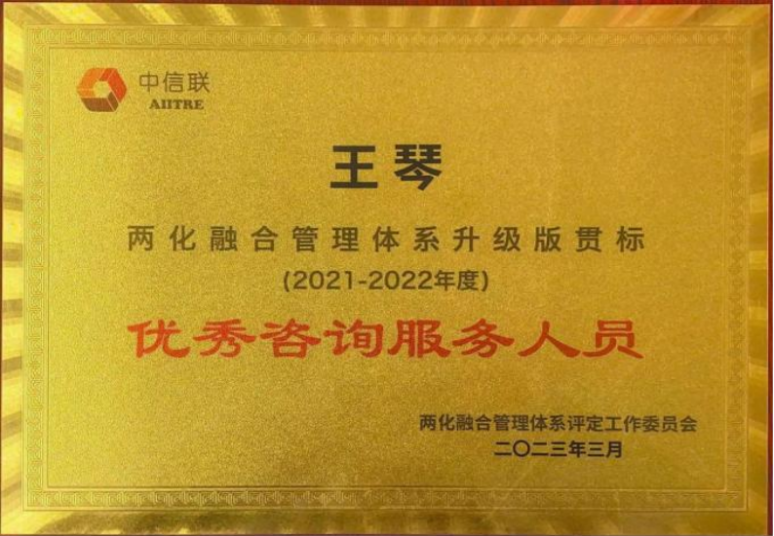 中信联
AIITRE
王琴
两化融合管理体系升级版贯标
(2021-2022年度)
优秀咨询服务人员
两化融合管理体系评定工作委员会
二〇二三年三月